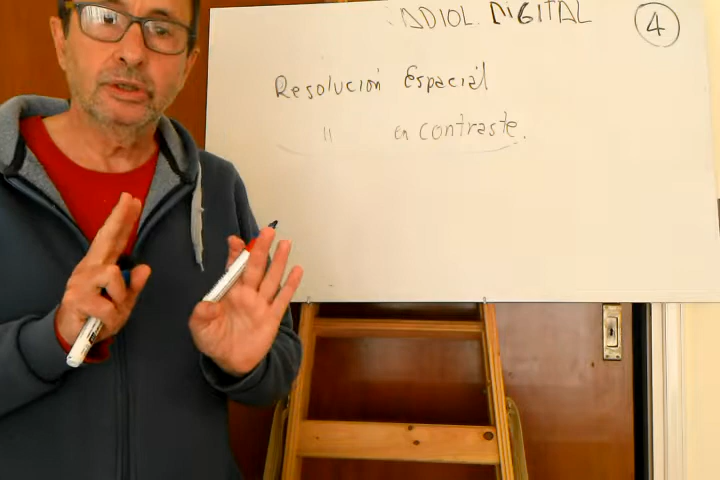 ADIOL. DIGITAL 4
Resolución Espacial
" en contraste.